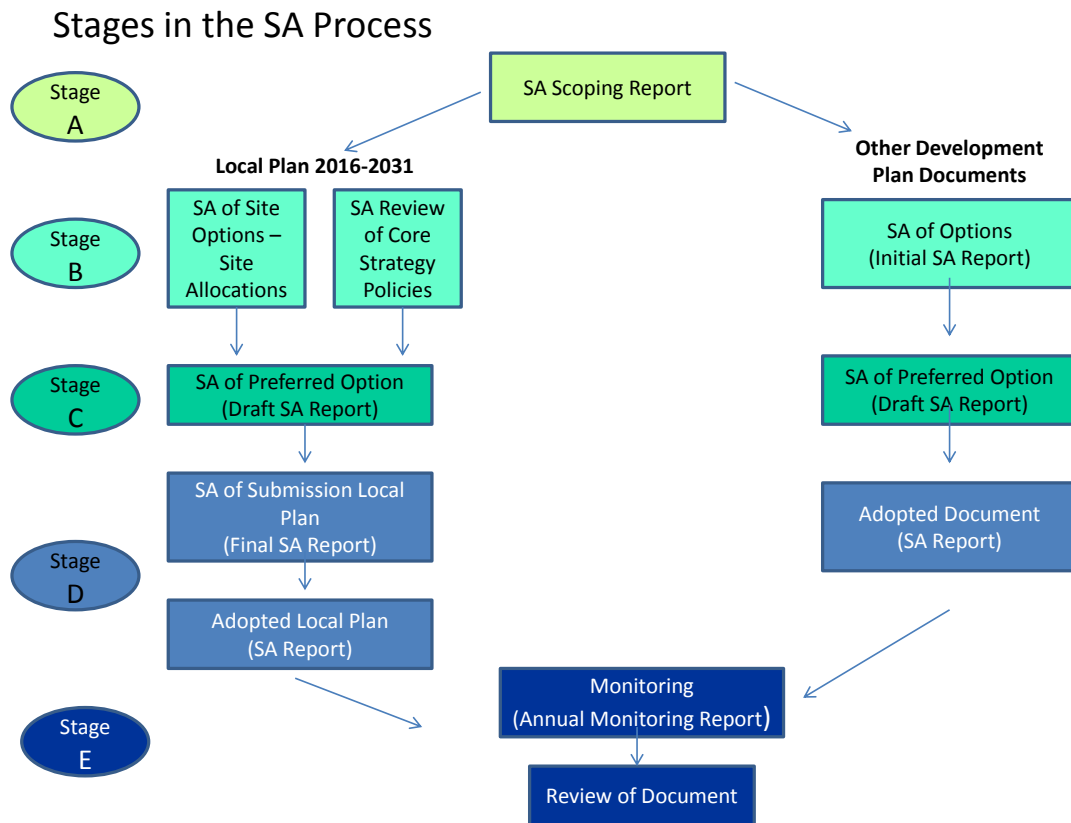 Stages in the SA Process
Stage
A
SA Scoping Report
Local Plan 2016-2031
Other Development
Plan Documents
Stage
B
SA of Site
Options –
Site
Allocations
SA Review
of Core
Strategy
Policies
SA of Options
(Initial SA Report)
Stage
C
SA of Preferred Option
(Draft SA Report)
SA of Preferred Option
(Draft SA Report)
Stage
D
SA of Submission Local
Plan
(Final SA Report)
Adopted Document
(SA Report)
Adopted Local Plan
(SA Report)
Stage
E
Monitoring
(Annual Monitoring Report)
Review of Document